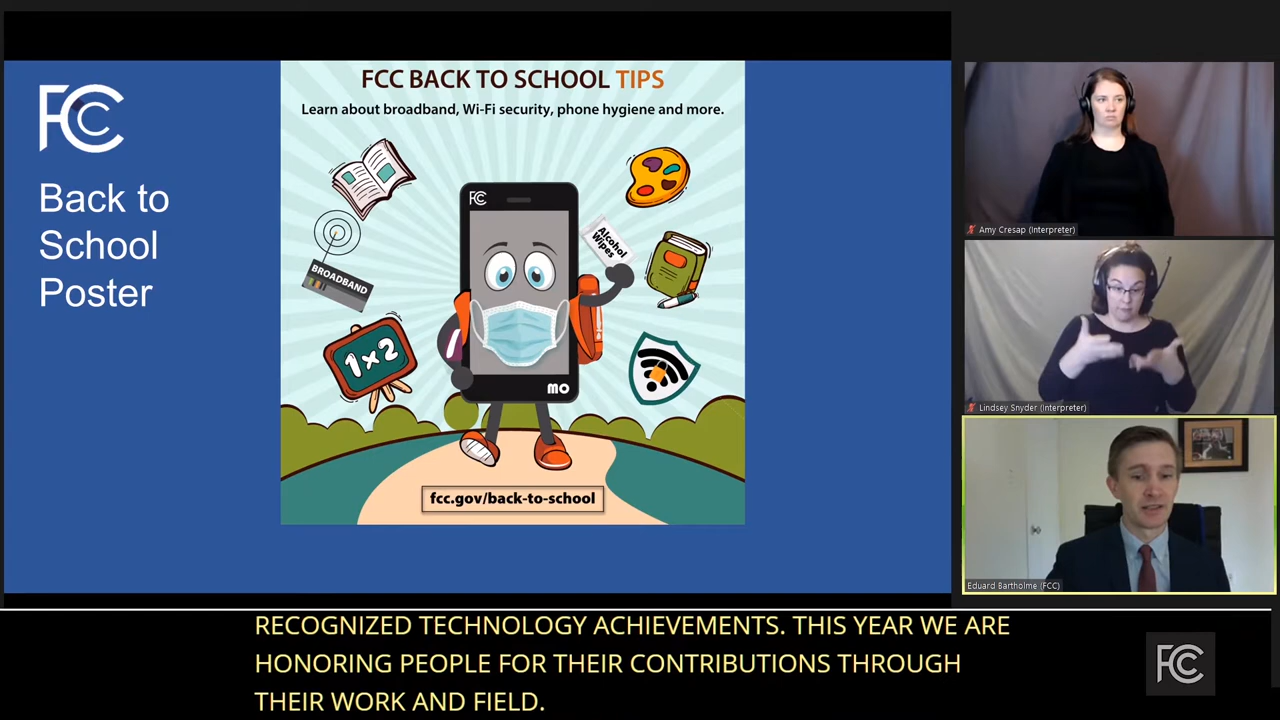 FCC
Back to
School
Poster
FCC BACK TO SCHOOL TIPS
Learn about broadband, Wi-Fi security, phone hygiene and more.
FCC
Alcohol
Wipes
BROADBAND
1x2
mo
fcc.gov/back-to-school
Amy Cresap (Interpreter)
Lindsey Snyder (Interpreter)
Eduard Bartholme (FCC)
RECOGNIZED TECHNOLOGY ACHIEVEMENTS. THIS YEAR WE ARE
HONORING PEOPLE FOR THEIR CONTRIBUTIONS THROUGH
THEIR WORK AND FIELD.
FCC